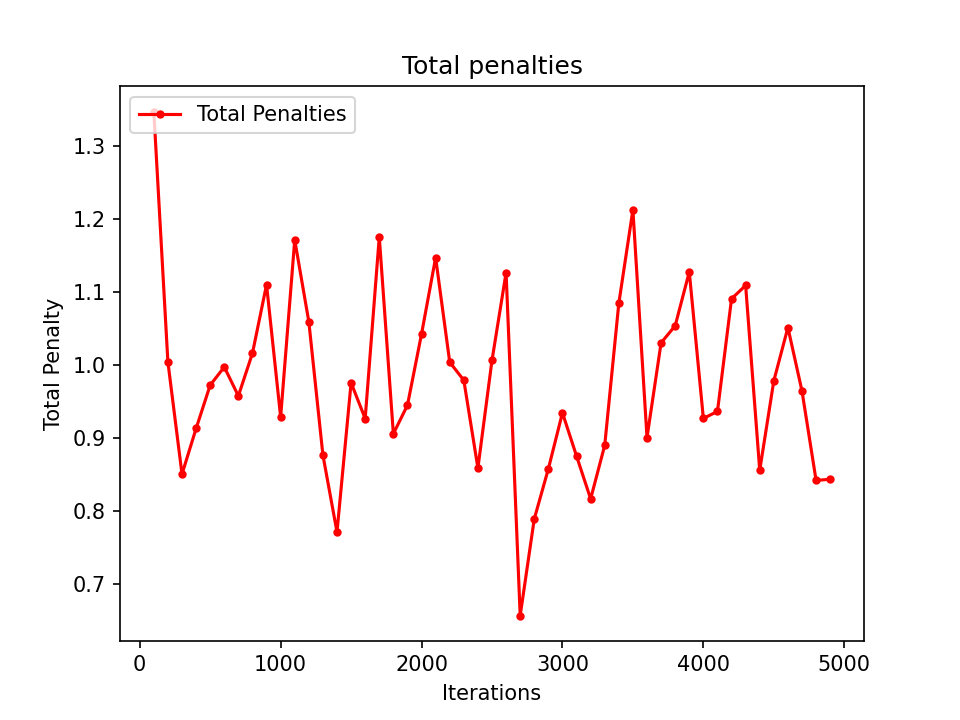 Total penalties
Total Penalties
1.3
1.2
1.1
1.0
0.9
0.8
0.7
Total Penalty
0 1000 2000 3000 4000 5000
Iterations